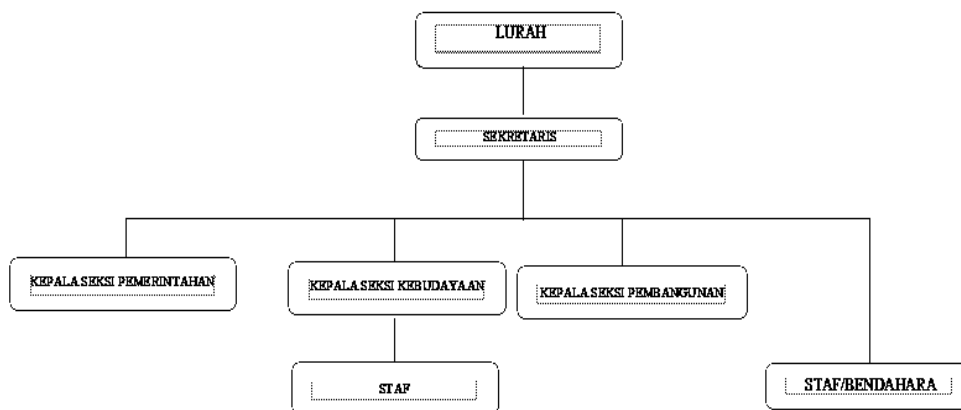 LURAH
SEKRETARIS
KEPALA SEKSI PEMERINTAHAN
KEPALA SEKSI KEBUDAYAAN
KEPALA SEKSI PEMBANGUNAN
STAF
STAF/BENDAHARA